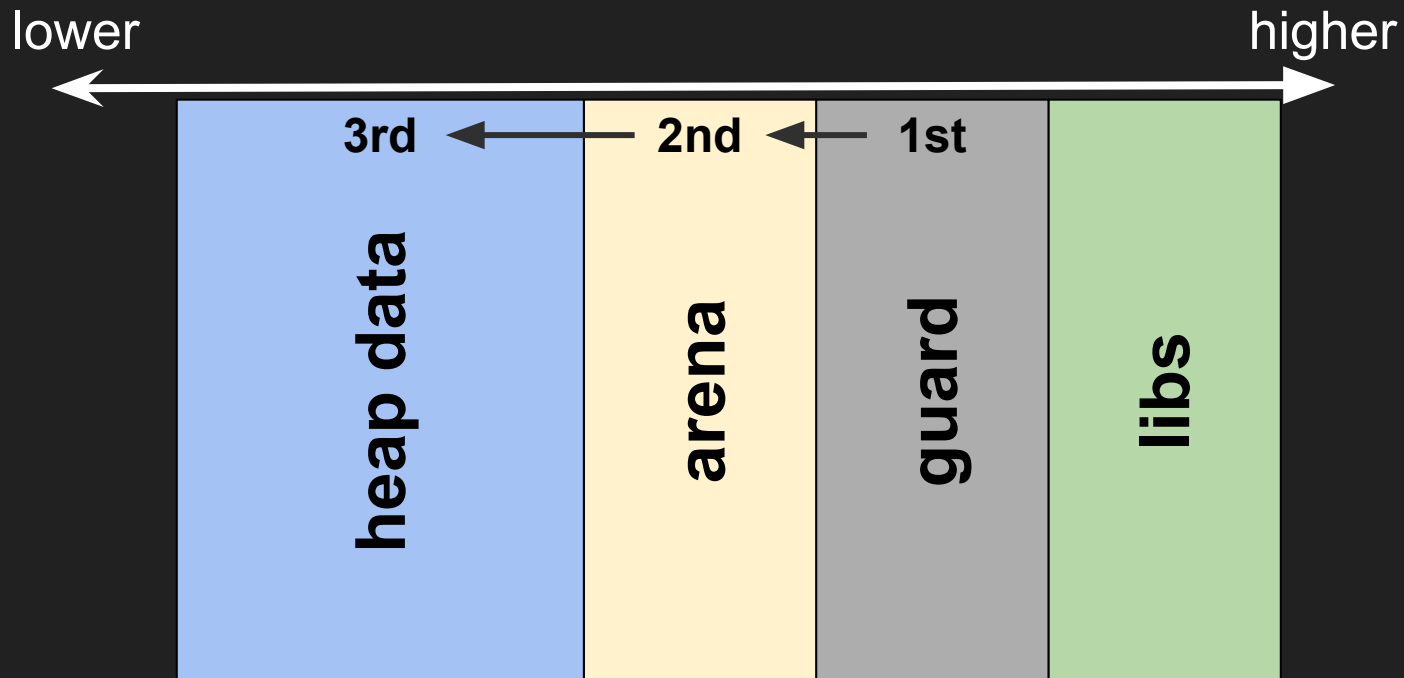 lower
higher
3rd
2nd
1st
heap data
arena
guard
libs